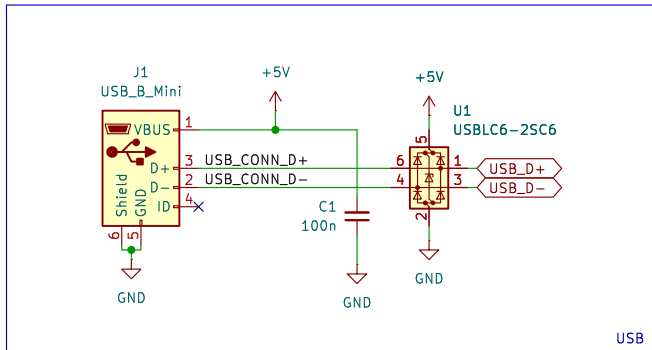 J1
USB_B_Mini
+5V
+5V
U1
USBLC6-2SC6
VBUS 1
D+ 3 USB_CONN_D+
D- 2 USB_CONN_D-
ID 4
Shield
GND
6
5
GND
C1
100n
GND
5
6
4
1
3
2
USB_D+
USB_D-
GND
USB